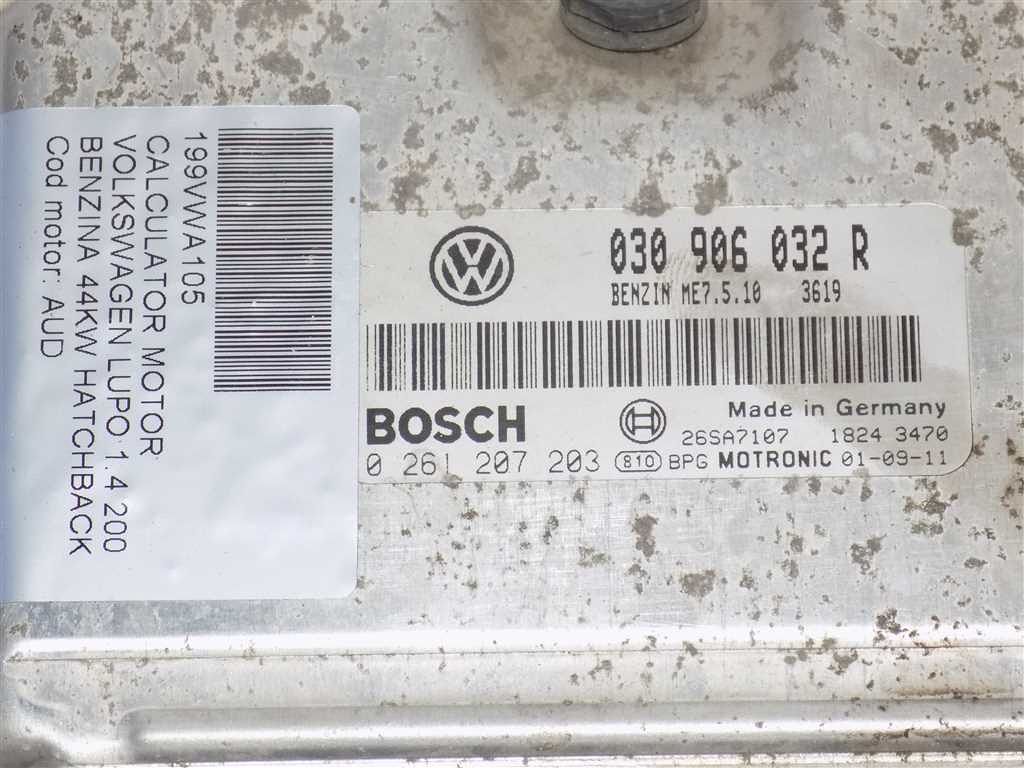 199VWA105
CALCULATOR MOTOR
VOLKSWAGEN LUPO 1.4 200
BENZINA 44KW HATCHBACK
Cod motor: AUD
030 906 032 R
BENZIN ME7.5.10 3619
BOSCH
Made in Germany
26SA7107 1824 3470
0 261 207 203 810 BPG MOTRONIC 01-09-11